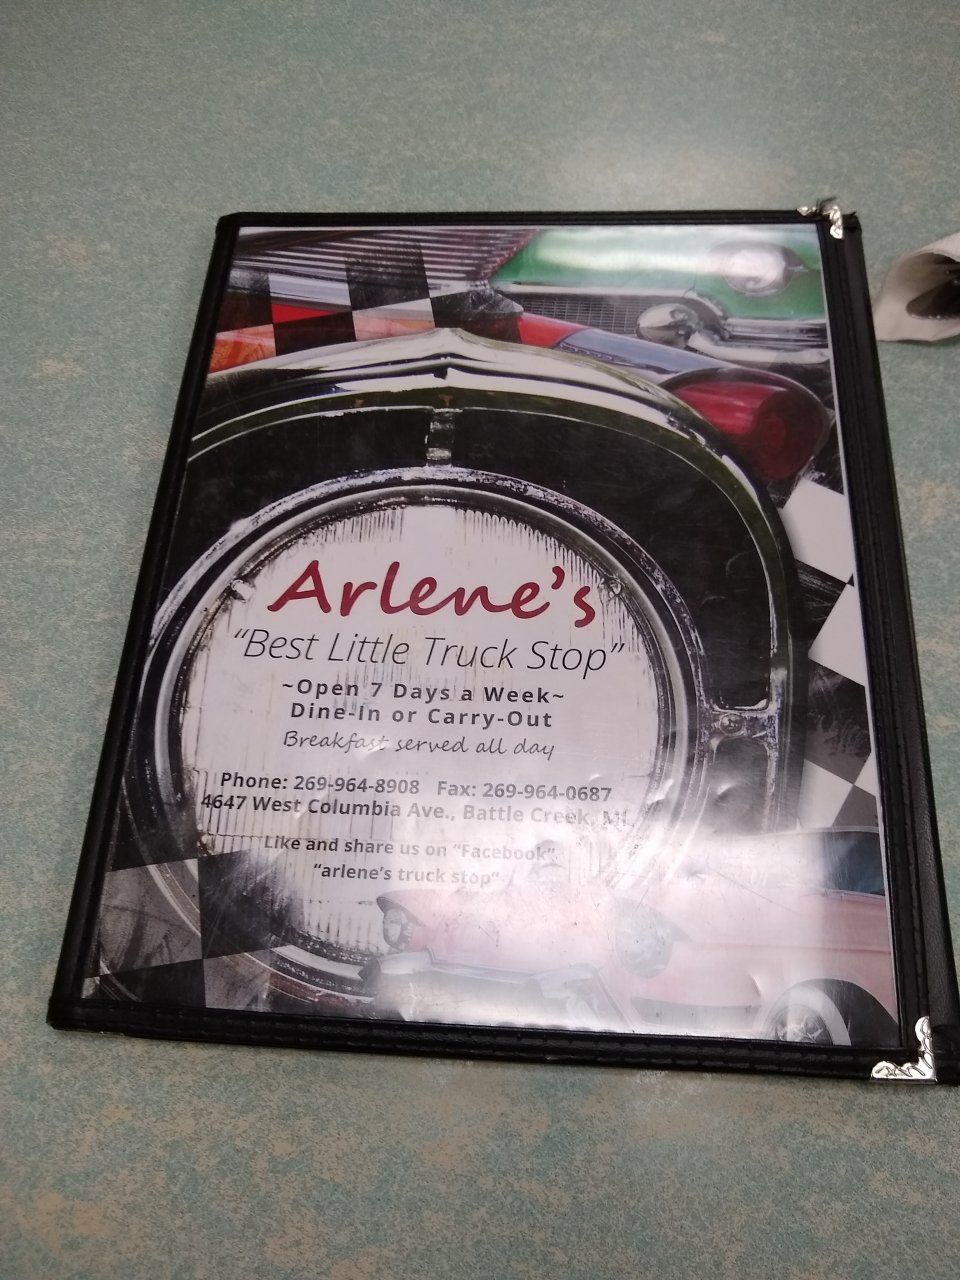 Arlene's
"Best Little Truck Stop"
~Open 7 Days a Week~
Dine-In or Carry-Out
Breakfast served all day
Phone: 269-964-8908 Fax: 269-964-0687
4647 West Columbia Ave., Battle Creek, MI.
Like and share us on "Facebook"
"arlene's truck stop"